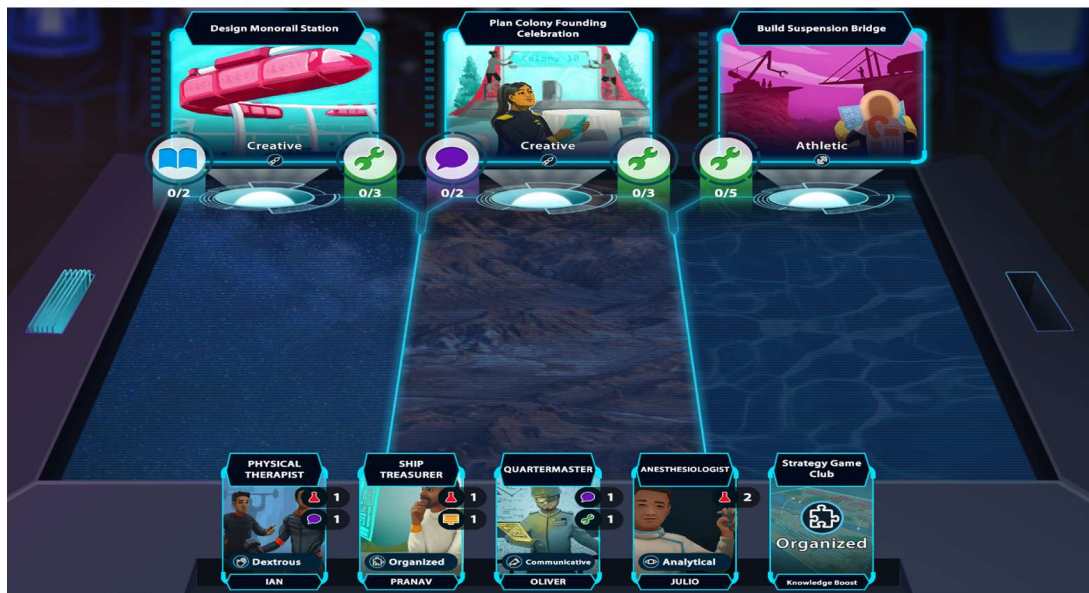 Design Monorail Station
Plan Colony Founding
Celebration
Build Suspension Bridge
Colony 12
Creative
Creative
Athletic
0/2
0/3
0/2
0/3
0/5
PHYSICAL
THERAPIST
1
1
Dextrous
IAN
SHIP
TREASURER
1
1
Organized
PRANAV
QUARTERMASTER
1
1
Communicative
OLIVER
ANESTHESIOLOGIST
2
Analytical
JULIO
Strategy Game
Club
Organized
Knowledge Boost